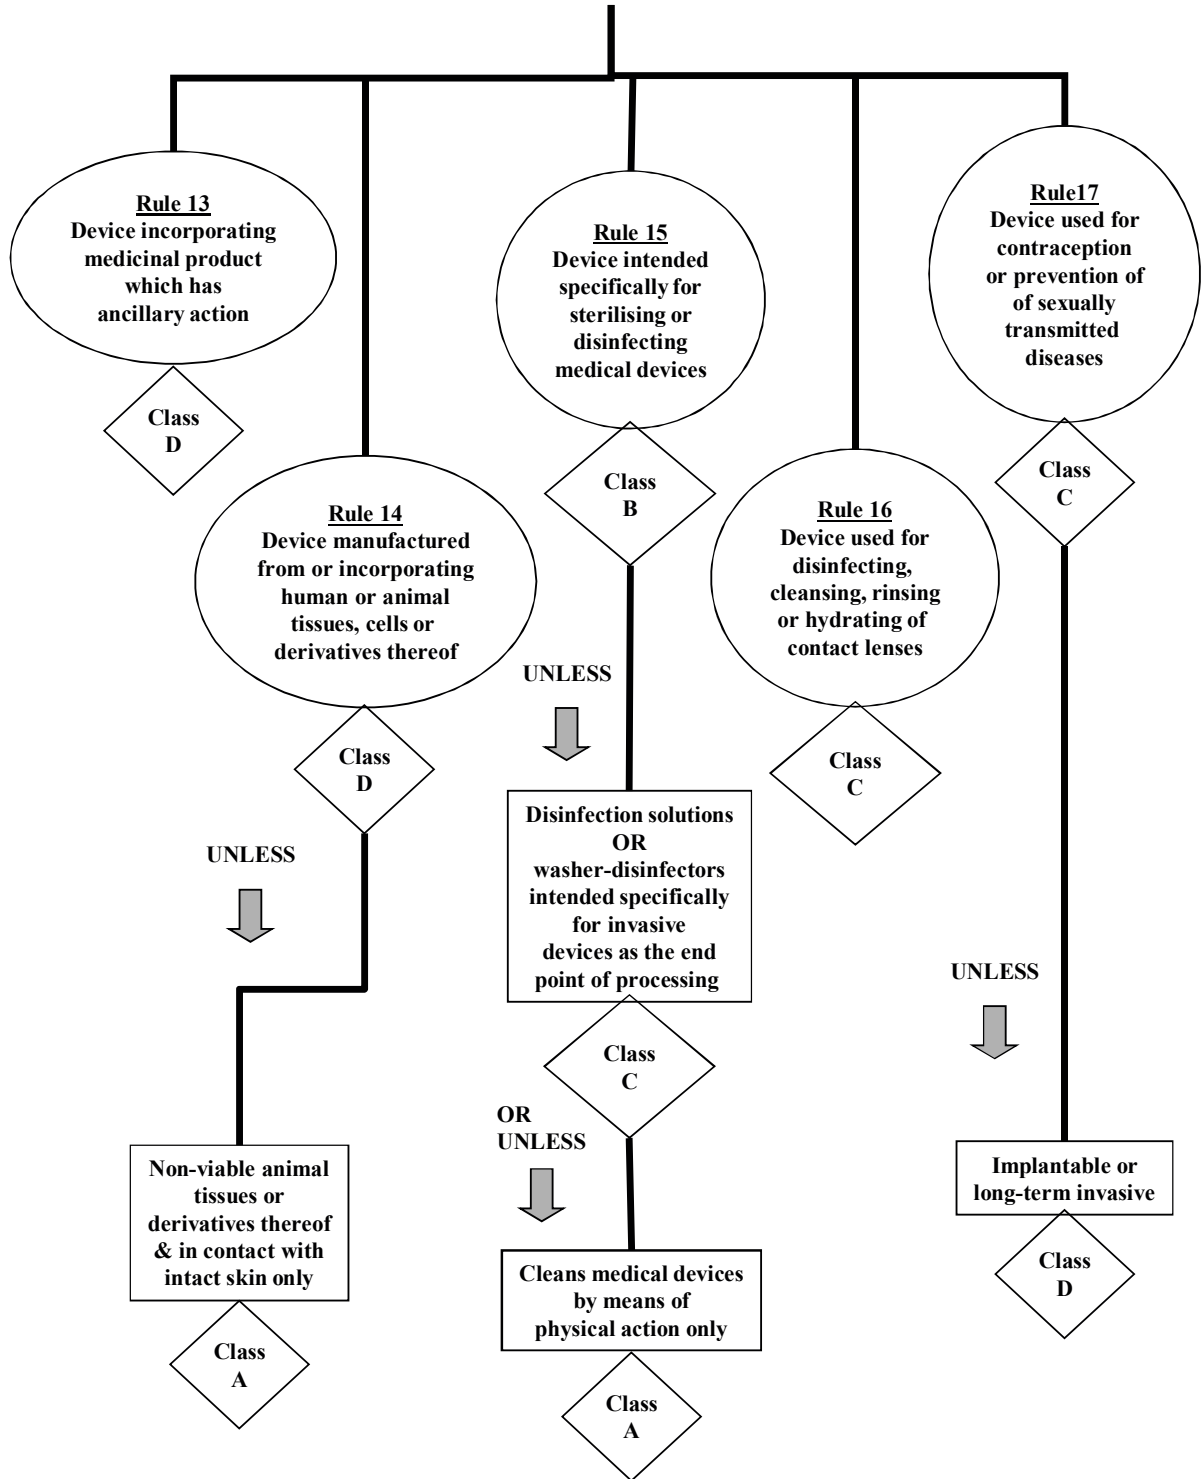 Rule 13
Device incorporating
medicinal product
which has
ancillary action
Class
D
Rule 14
Device manufactured
from or incorporating
human or animal
tissues, cells or
derivatives thereof
Class
D
UNLESS
Non-viable animal
tissues or
derivatives thereof
& in contact with
intact skin only
Class
A
Rule 15
Device intended
specifically for
sterilising or
disinfecting
medical devices
Class
B
UNLESS
Disinfection solutions
OR
washer-disinfectors
intended specifically
for invasive
devices as the end
point of processing
Class
C
OR
UNLESS
Cleans medical devices
by means of
physical action only
Class
A
Rule 16
Device used for
disinfecting,
cleansing, rinsing
or hydrating of
contact lenses
Class
C
Rule17
Device used for
contraception
or prevention of
of sexually
transmitted
diseases
Class
C
UNLESS
Implantable or
long-term invasive
Class
D